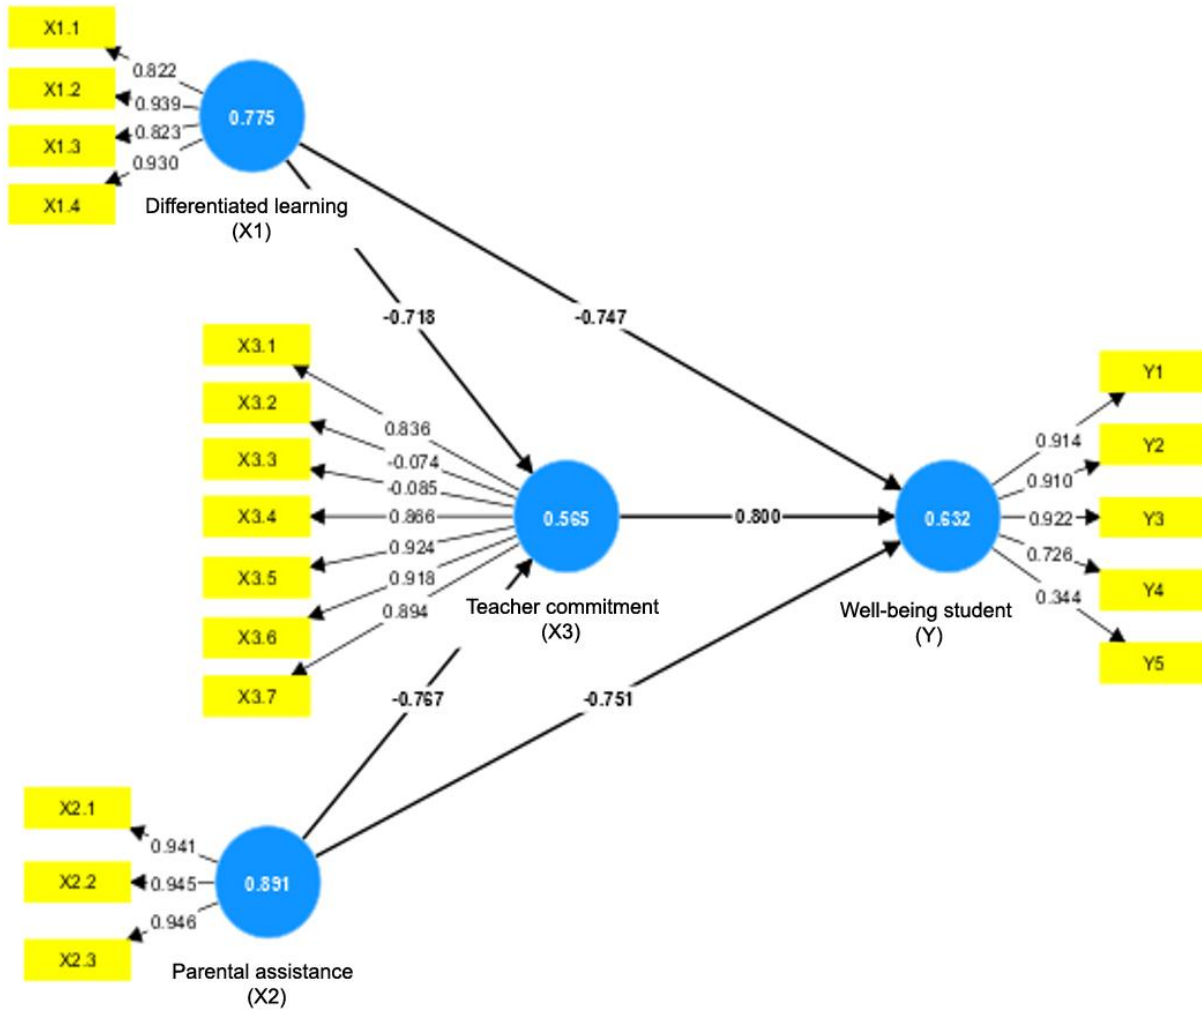 X1.1
0.822
X1.2
0.939
0.775
0.823
X1.3
0.930
X1.4
Differentiated learning
(X1)
-0.718
-0.747
X3.1
X3.2
0.836
X3.3
-0.074
-0.085
X3.4
0.866
0.565
0.924
X3.5
0.918
X3.6
0.894
X3.7
Teacher commitment
(X3)
0.800
0.632
Well-being student
(Y)
Y1
0.914
Y2
0.910
Y3
0.922
0.726
Y4
0.344
Y5
-0.767
-0.751
X2.1
0.941
X2.2
0.945
0.891
0.946
X2.3
Parental assistance
(X2)